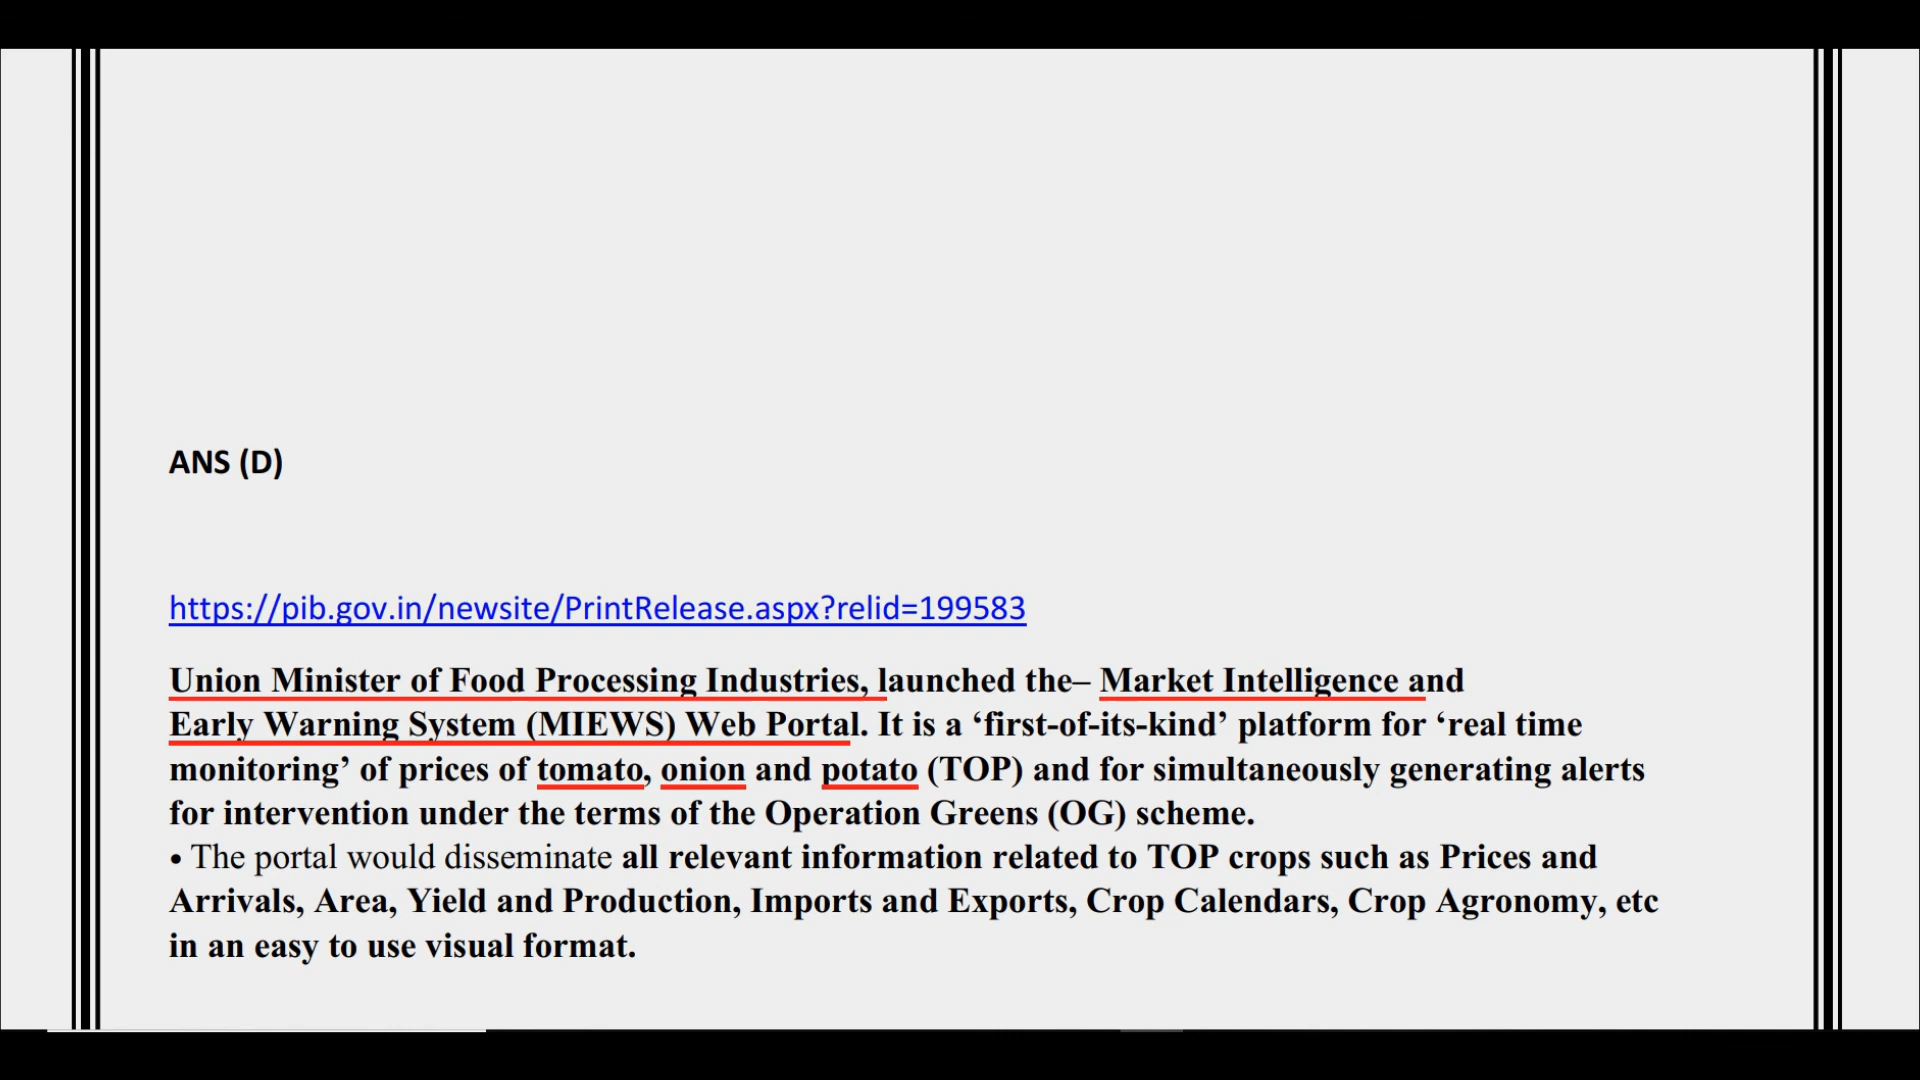 ANS (D)
https://pib.gov.in/newsite/PrintRelease.aspx?relid=199583
Union Minister of Food Processing Industries, launched the– Market Intelligence and
Early Warning System (MIEWS) Web Portal. It is a ‘first-of-its-kind’ platform for ‘real time
monitoring’ of prices of tomato, onion and potato (TOP) and for simultaneously generating alerts
for intervention under the terms of the Operation Greens (OG) scheme.
• The portal would disseminate all relevant information related to TOP crops such as Prices and
Arrivals, Area, Yield and Production, Imports and Exports, Crop Calendars, Crop Agronomy, etc
in an easy to use visual format.